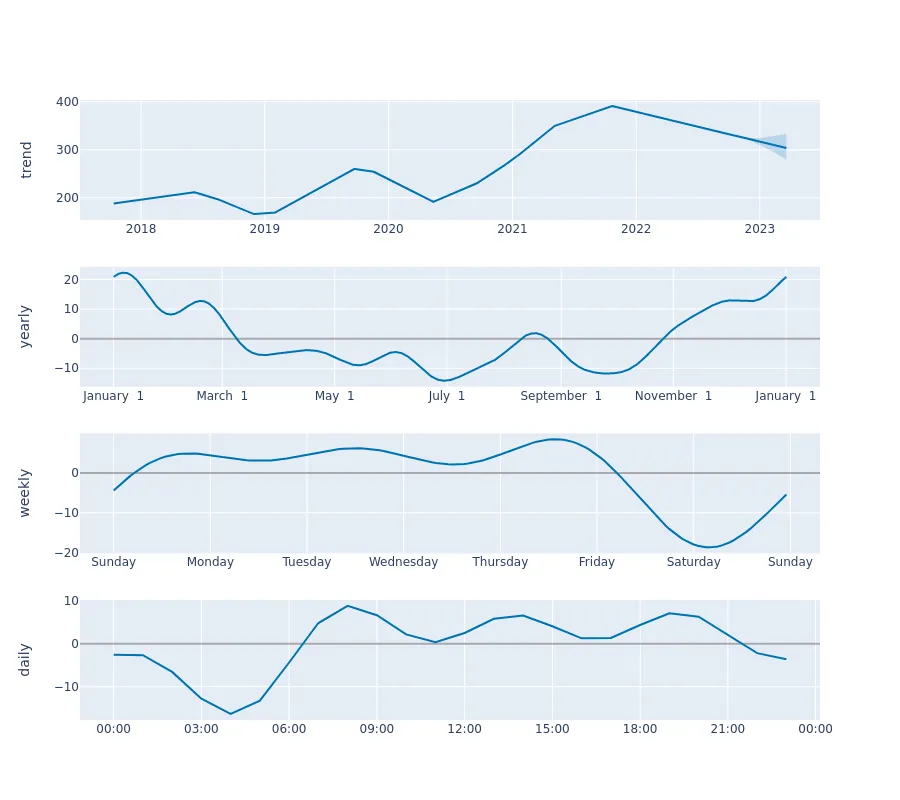 trend
400
300
200
2018 2019 2020 2021 2022 2023
yearly
20
10
0
−10
January 1 March 1 May 1 July 1 September 1 November 1 January 1
weekly
0
−10
−20
Sunday Monday Tuesday Wednesday Thursday Friday Saturday Sunday
daily
10
0
−10
00:00 03:00 06:00 09:00 12:00 15:00 18:00 21:00 00:00